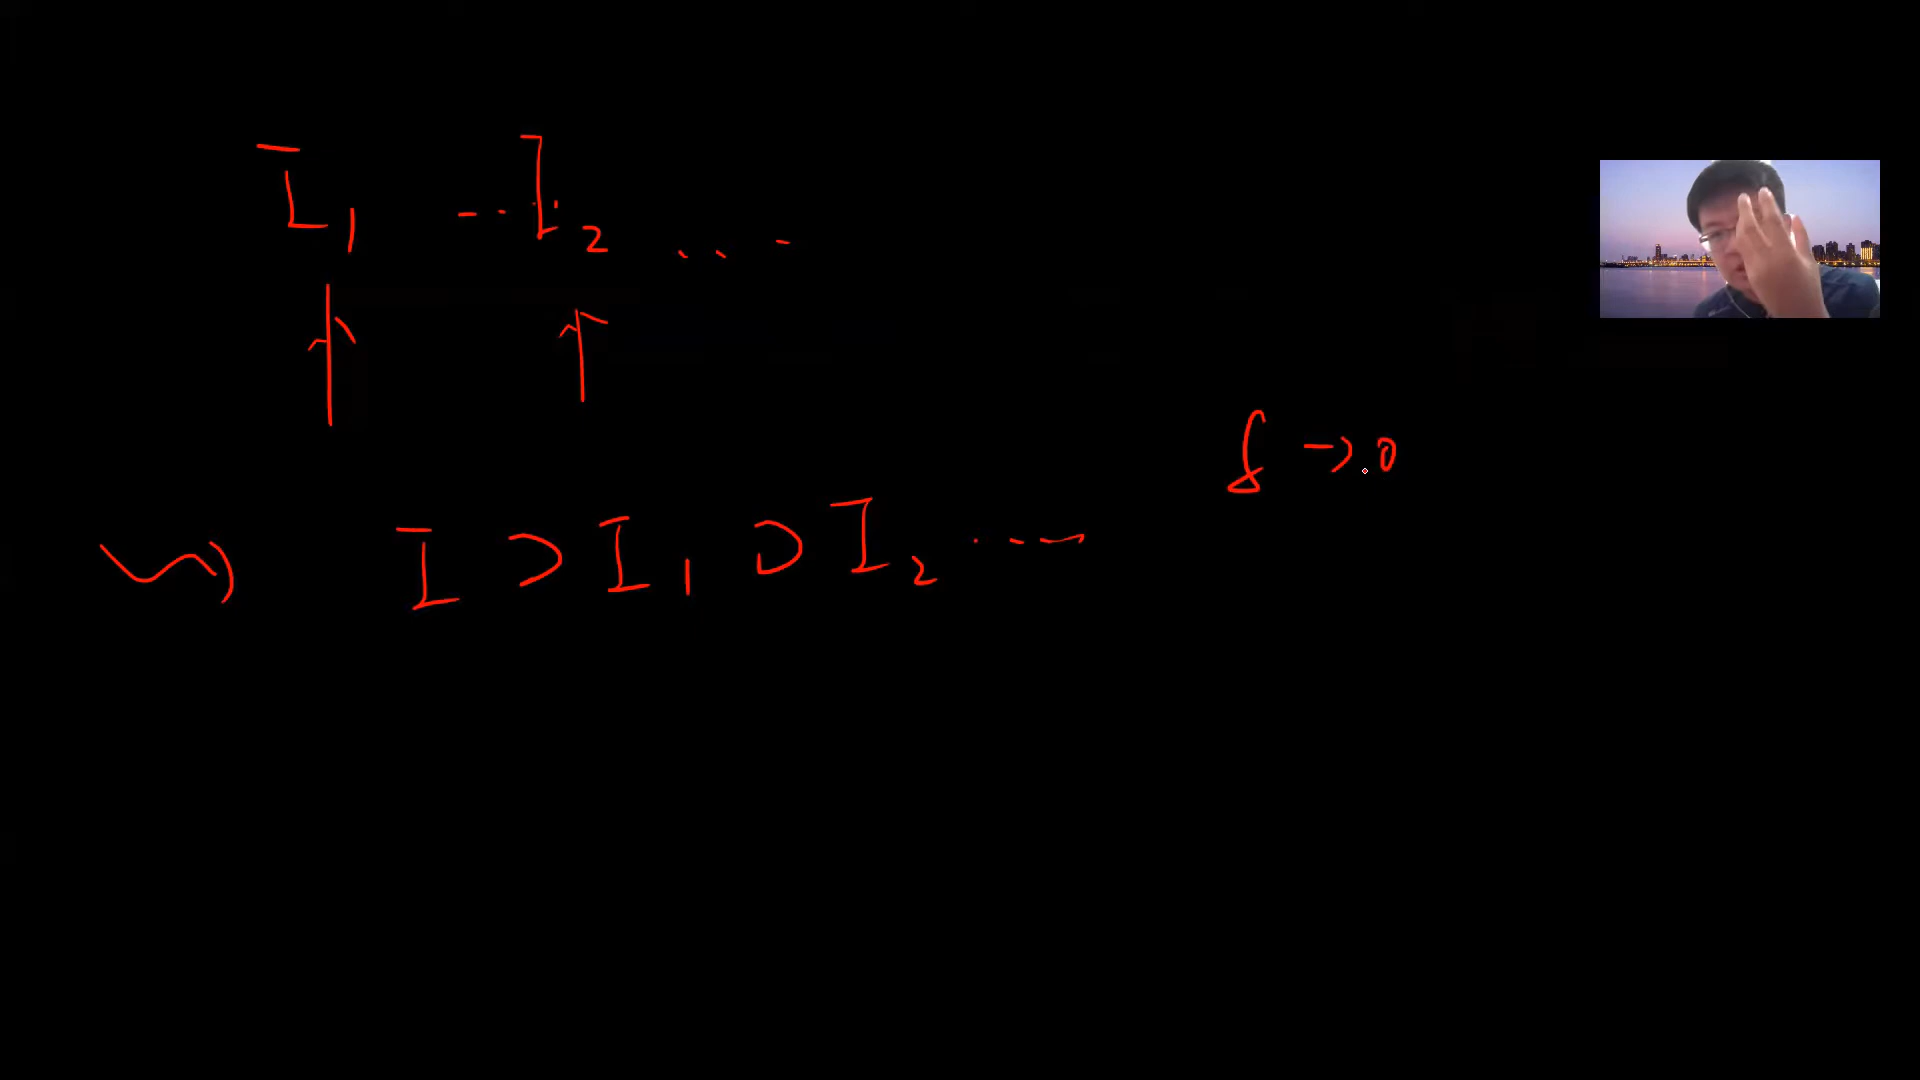 I₁ ... I₂ ...
↑ ↑
f → 0
⇝ I ⊃ I₁ ⊃ I₂ ...